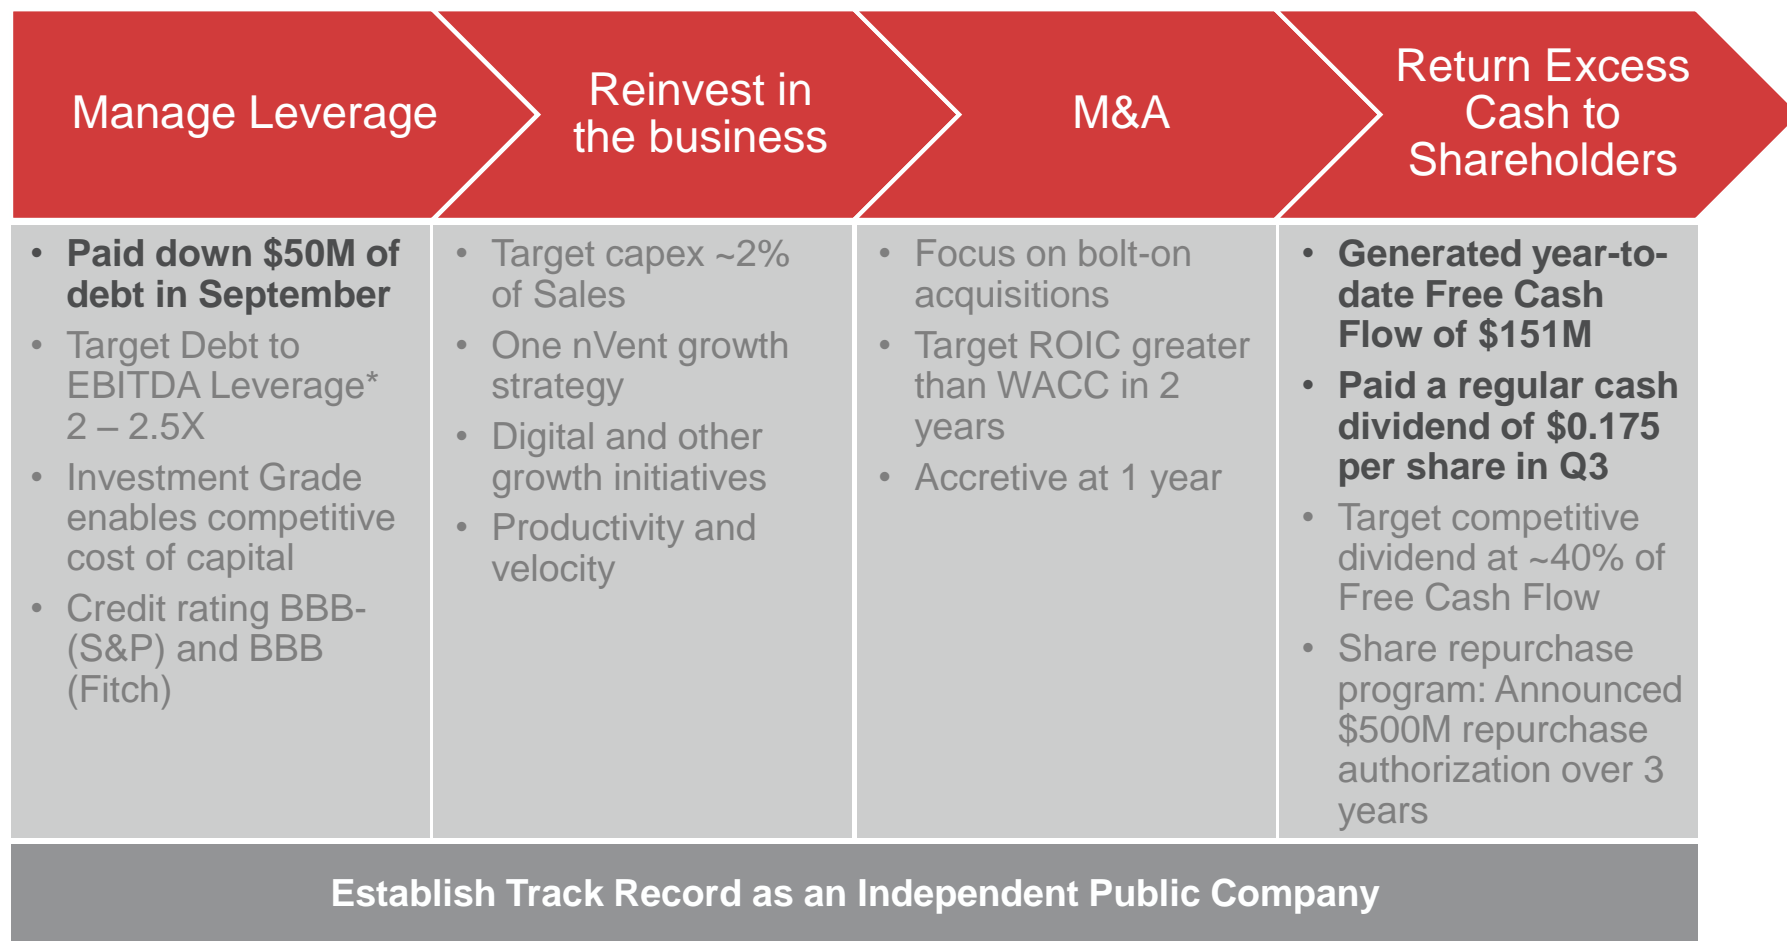 Manage Leverage
Reinvest in
the business
M&A
Return Excess
Cash to
Shareholders
• Paid down $50M of
debt in September
• Target Debt to
EBITDA Leverage*
2 – 2.5X
• Investment Grade
enables competitive
cost of capital
• Credit rating BBB-
(S&P) and BBB
(Fitch)
• Target capex ~2%
of Sales
• One nVent growth
strategy
• Digital and other
growth initiatives
• Productivity and
velocity
• Focus on bolt-on
acquisitions
• Target ROIC greater
than WACC in 2
years
• Accretive at 1 year
• Generated year-to-
date Free Cash
Flow of $151M
• Paid a regular cash
dividend of $0.175
per share in Q3
• Target competitive
dividend at ~40% of
Free Cash Flow
• Share repurchase
program: Announced
$500M repurchase
authorization over 3
years
Establish Track Record as an Independent Public Company